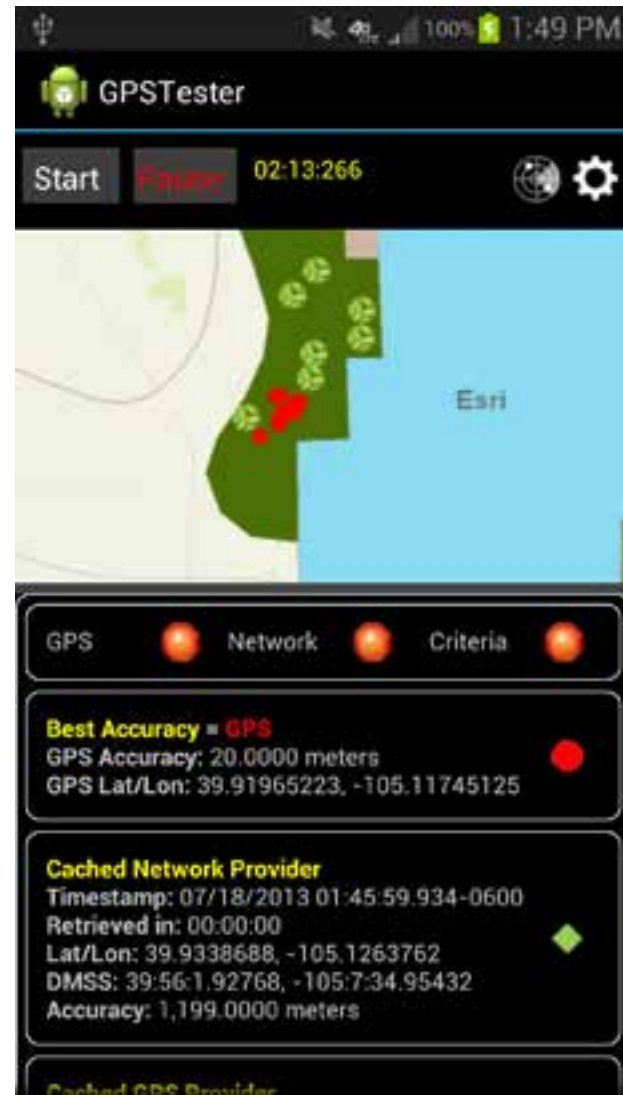 100% 1:49 PM
GPSTester
Start Pause 02:13:266
Esri
GPS Network Criteria
Best Accuracy = GPS
GPS Accuracy: 20.0000 meters
GPS Lat/Lon: 39.91965223, -105.11745125
Cached Network Provider
Timestamp: 07/18/2013 01:45:59.934-0600
Retrieved in: 00:00:00
Lat/Lon: 39.9338688, -105.1263762
DMSS: 39:56:1.92768, -105:7:34.95432
Accuracy: 1,199.0000 meters
Cached GPS Provider